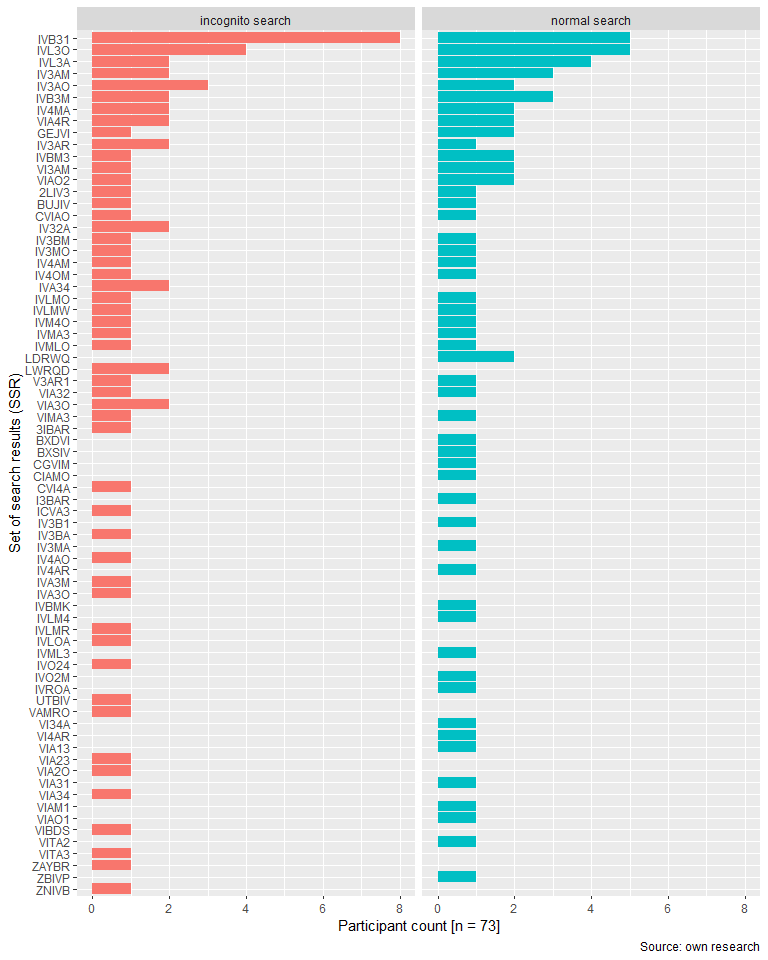 incognito search
normal search
Set of search results (SSR)
IVB31
IVL3O
IVL3A
IV3AM
IV3AO
IVB3M
IV4MA
VIA4R
GEJVI
IV3AR
IVBM3
VI3AM
VIAO2
2LIV3
BUJIV
CVIAO
IV32A
IV3BM
IV3MO
IV4AM
IV4OM
IVA34
IVLMO
IVLMW
IVM4O
IVMA3
IVMLO
LDRWQ
LWRQD
V3AR1
VIA32
VIA3O
VIMA3
3IBAR
BXDVI
BXSIV
CGVIM
CIAMO
CVI4A
I3BAR
ICVA3
IV3B1
IV3BA
IV3MA
IV4AO
IV4AR
IVA3M
IVA3O
IVBMK
IVLM4
IVLMR
IVLOA
IVML3
IVO24
IVO2M
IVROA
UTBIV
VAMRO
VI34A
VI4AR
VIA13
VIA23
VIA2O
VIA31
VIA34
VIAM1
VIAO1
VIBDS
VITA2
VITA3
ZAYBR
ZBIVP
ZNIVB
0 2 4 6 8
0 2 4 6 8
Participant count [n = 73]
Source: own research